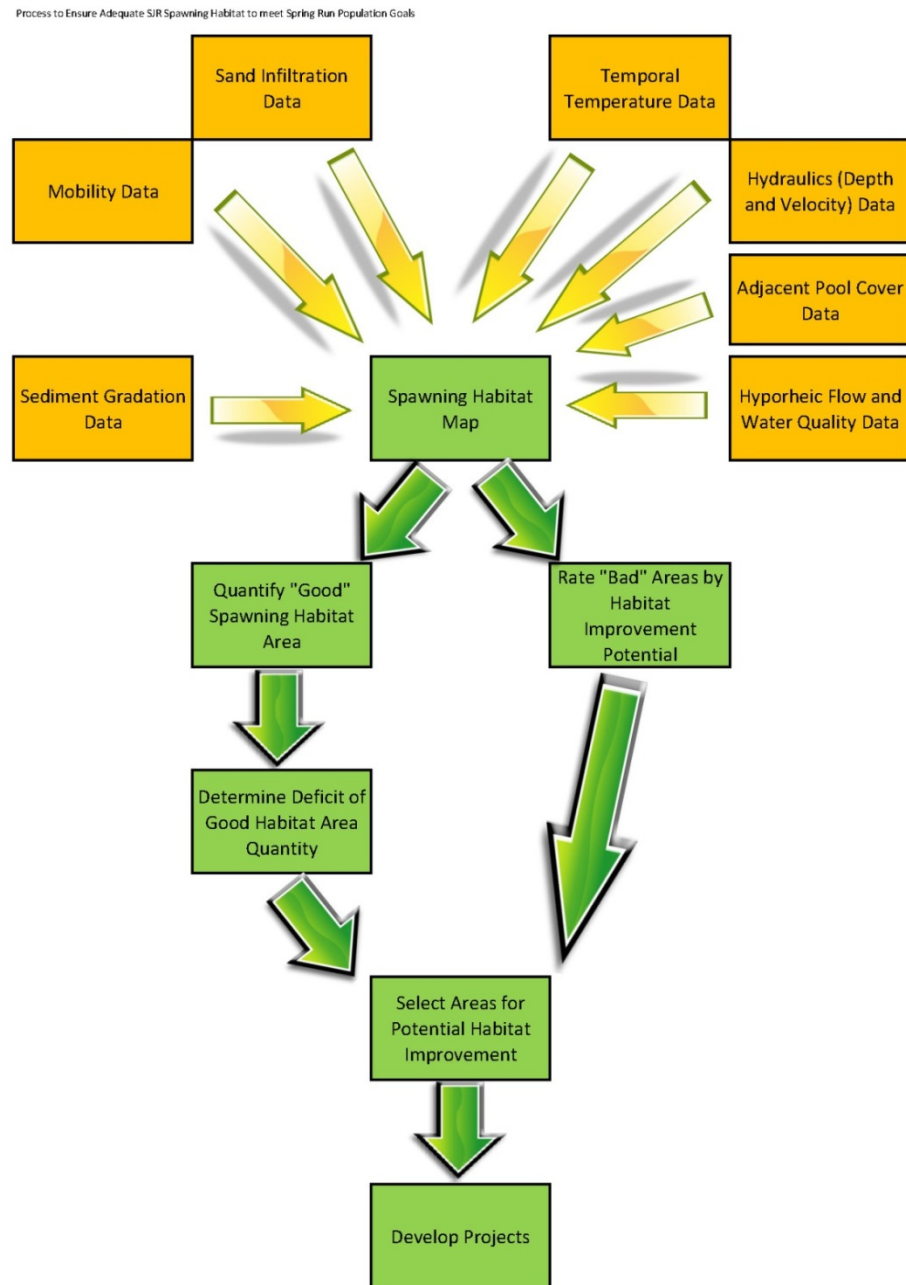 Process to Ensure Adequate SJR Spawning Habitat to meet Spring Run Population Goals
Sand Infiltration
Data
Temporal
Temperature Data
Mobility Data
Hydraulics (Depth
and Velocity) Data
Adjacent Pool Cover
Data
Sediment Gradation
Data
Spawning Habitat
Map
Hyporheic Flow and
Water Quality Data
Quantify "Good"
Spawning Habitat
Area
Rate "Bad" Areas by
Habitat
Improvement
Potential
Determine Deficit of
Good Habitat Area
Quantity
Select Areas for
Potential Habitat
Improvement
Develop Projects